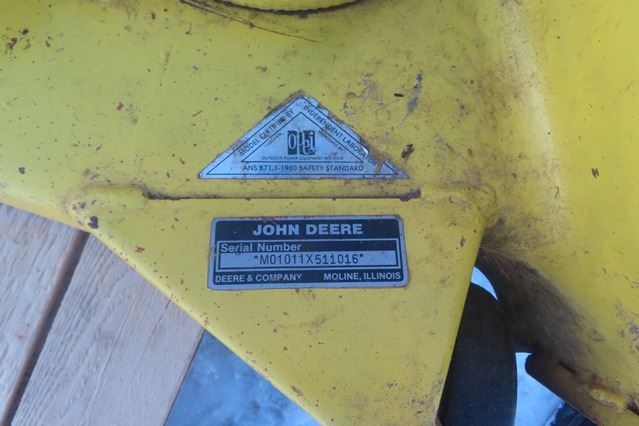 MODEL CERTIFIED BY INDEPENDENT LABORATORY
OPEI
OUTDOOR POWER EQUIPMENT INSTITUTE
ANS B71.1-1980 SAFETY STANDARD
JOHN DEERE
Serial Number
*M01011X511016*
DEERE & COMPANY MOLINE, ILLINOIS